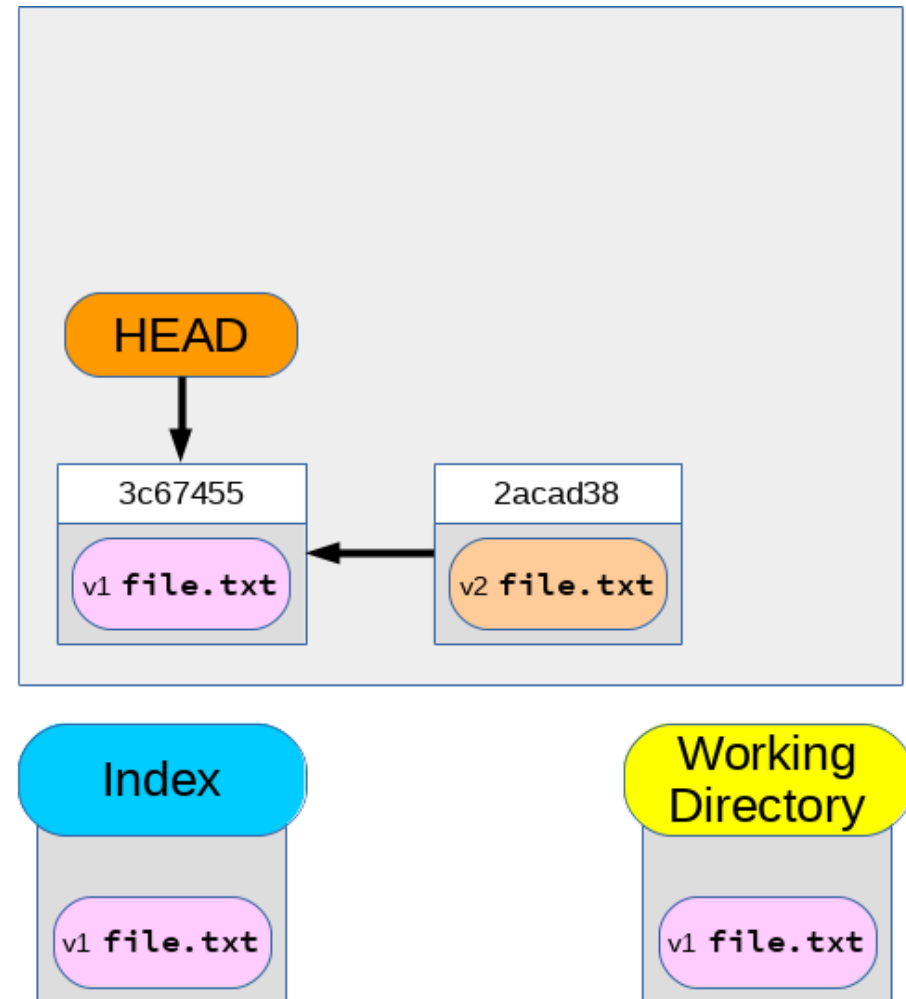 HEAD
3c67455
2acad38
v1 file.txt
v2 file.txt
Index
Working
Directory
v1 file.txt
v1 file.txt